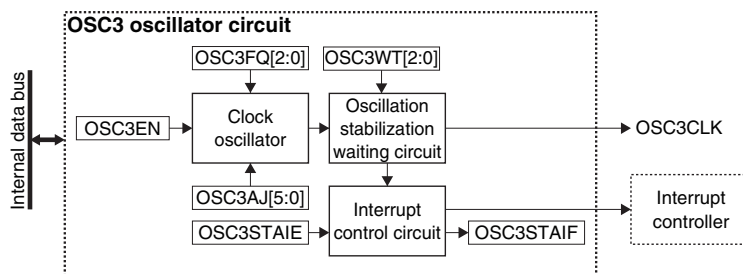 OSC3 oscillator circuit
Internal data bus
OSC3FQ[2:0]
OSC3WT[2:0]
OSC3EN
Clock
oscillator
Oscillation
stabilization
waiting circuit
OSC3CLK
OSC3AJ[5:0]
OSC3STAIE
Interrupt
control circuit
OSC3STAIF
Interrupt
controller